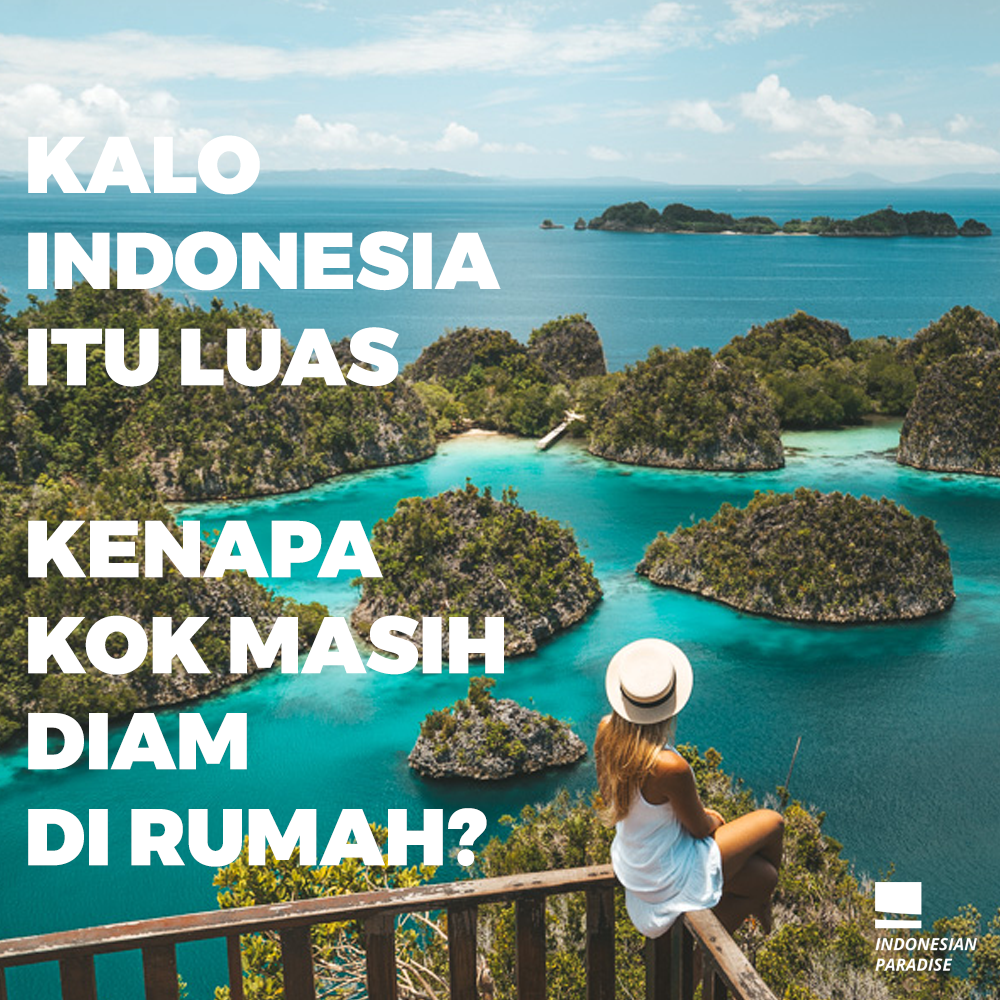 KALO
INDONESIA
ITU LUAS
KENAPA
KOK MASIH
DIAM
DI RUMAH?
INDONESIAN
PARADISE